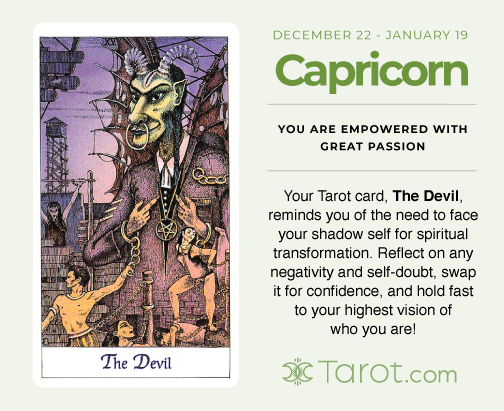 XV
The Devil
DECEMBER 22 - JANUARY 19
Capricorn
YOU ARE EMPOWERED WITH
GREAT PASSION
Your Tarot card, The Devil,
reminds you of the need to face
your shadow self for spiritual
transformation. Reflect on any
negativity and self-doubt, swap
it for confidence, and hold fast
to your highest vision of
who you are!
Tarot.com